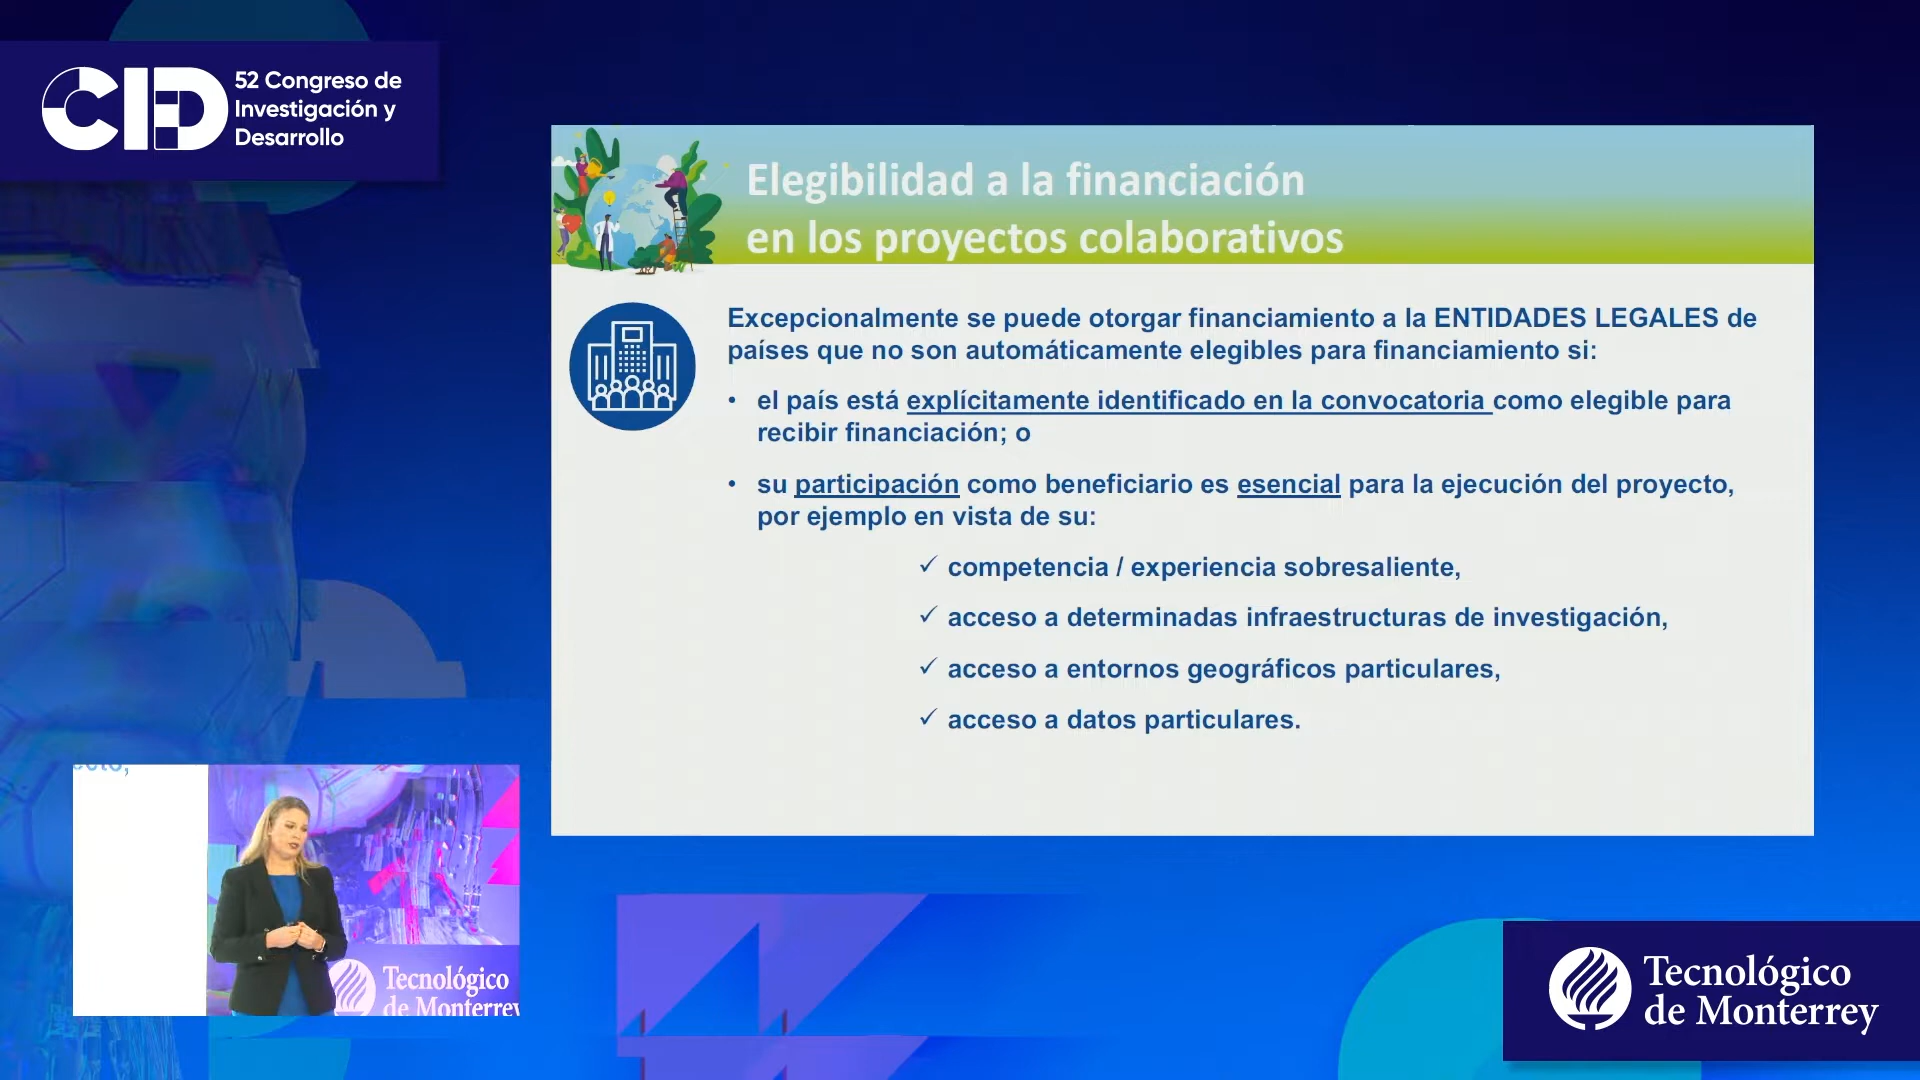 CID
52 Congreso de
Investigación y
Desarrollo
Elegibilidad a la financiación
en los proyectos colaborativos
Excepcionalmente se puede otorgar financiamiento a la ENTIDADES LEGALES de
países que no son automáticamente elegibles para financiamiento si:
• el país está explícitamente identificado en la convocatoria como elegible para
recibir financiación; o
• su participación como beneficiario es esencial para la ejecución del proyecto,
por ejemplo en vista de su:
✓ competencia / experiencia sobresaliente,
✓ acceso a determinadas infraestructuras de investigación,
✓ acceso a entornos geográficos particulares,
✓ acceso a datos particulares.
Tecnológico
de Monterrey
Tecnológico
de Monterrey